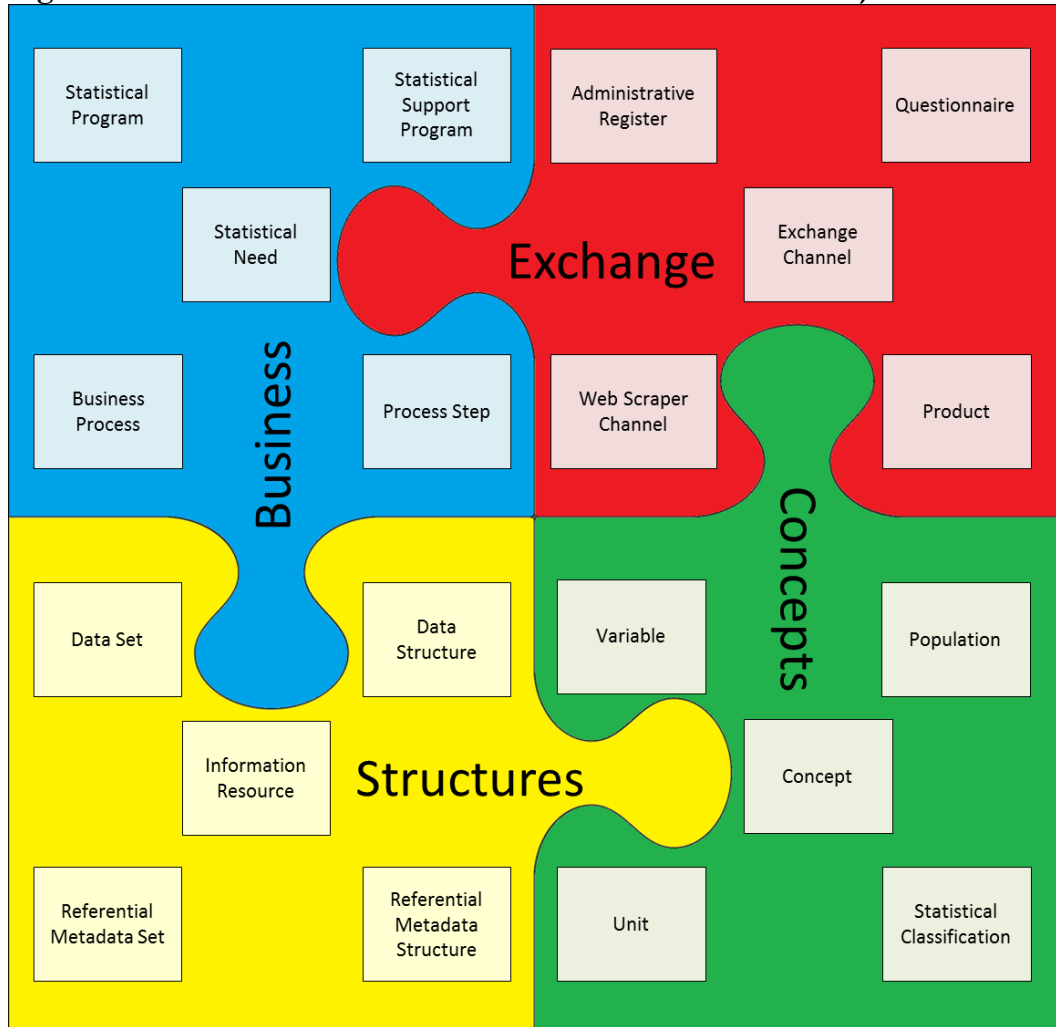 Statistical
Program
Statistical
Support
Program
Statistical
Need
Business
Process
Process Step
Business
Administrative
Register
Questionnaire
Exchange
Channel
Exchange
Web Scraper
Channel
Product
Data Set
Data
Structure
Information
Resource
Structures
Referential
Metadata Set
Referential
Metadata
Structure
Variable
Population
Concepts
Concept
Unit
Statistical
Classification